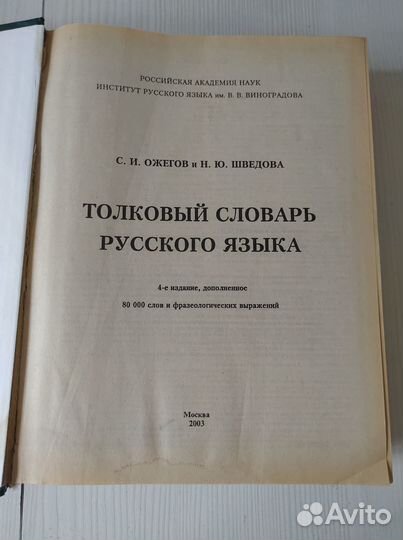 РОССИЙСКАЯ АКАДЕМИЯ НАУК
ИНСТИТУТ РУССКОГО ЯЗЫКА им. В. В. ВИНОГРАДОВА
С. И. ОЖЕГОВ и Н. Ю. ШВЕДОВА
ТОЛКОВЫЙ СЛОВАРЬ
РУССКОГО ЯЗЫКА
4-е издание, дополненное
80 000 слов и фразеологических выражений
Москва
2003
Avito